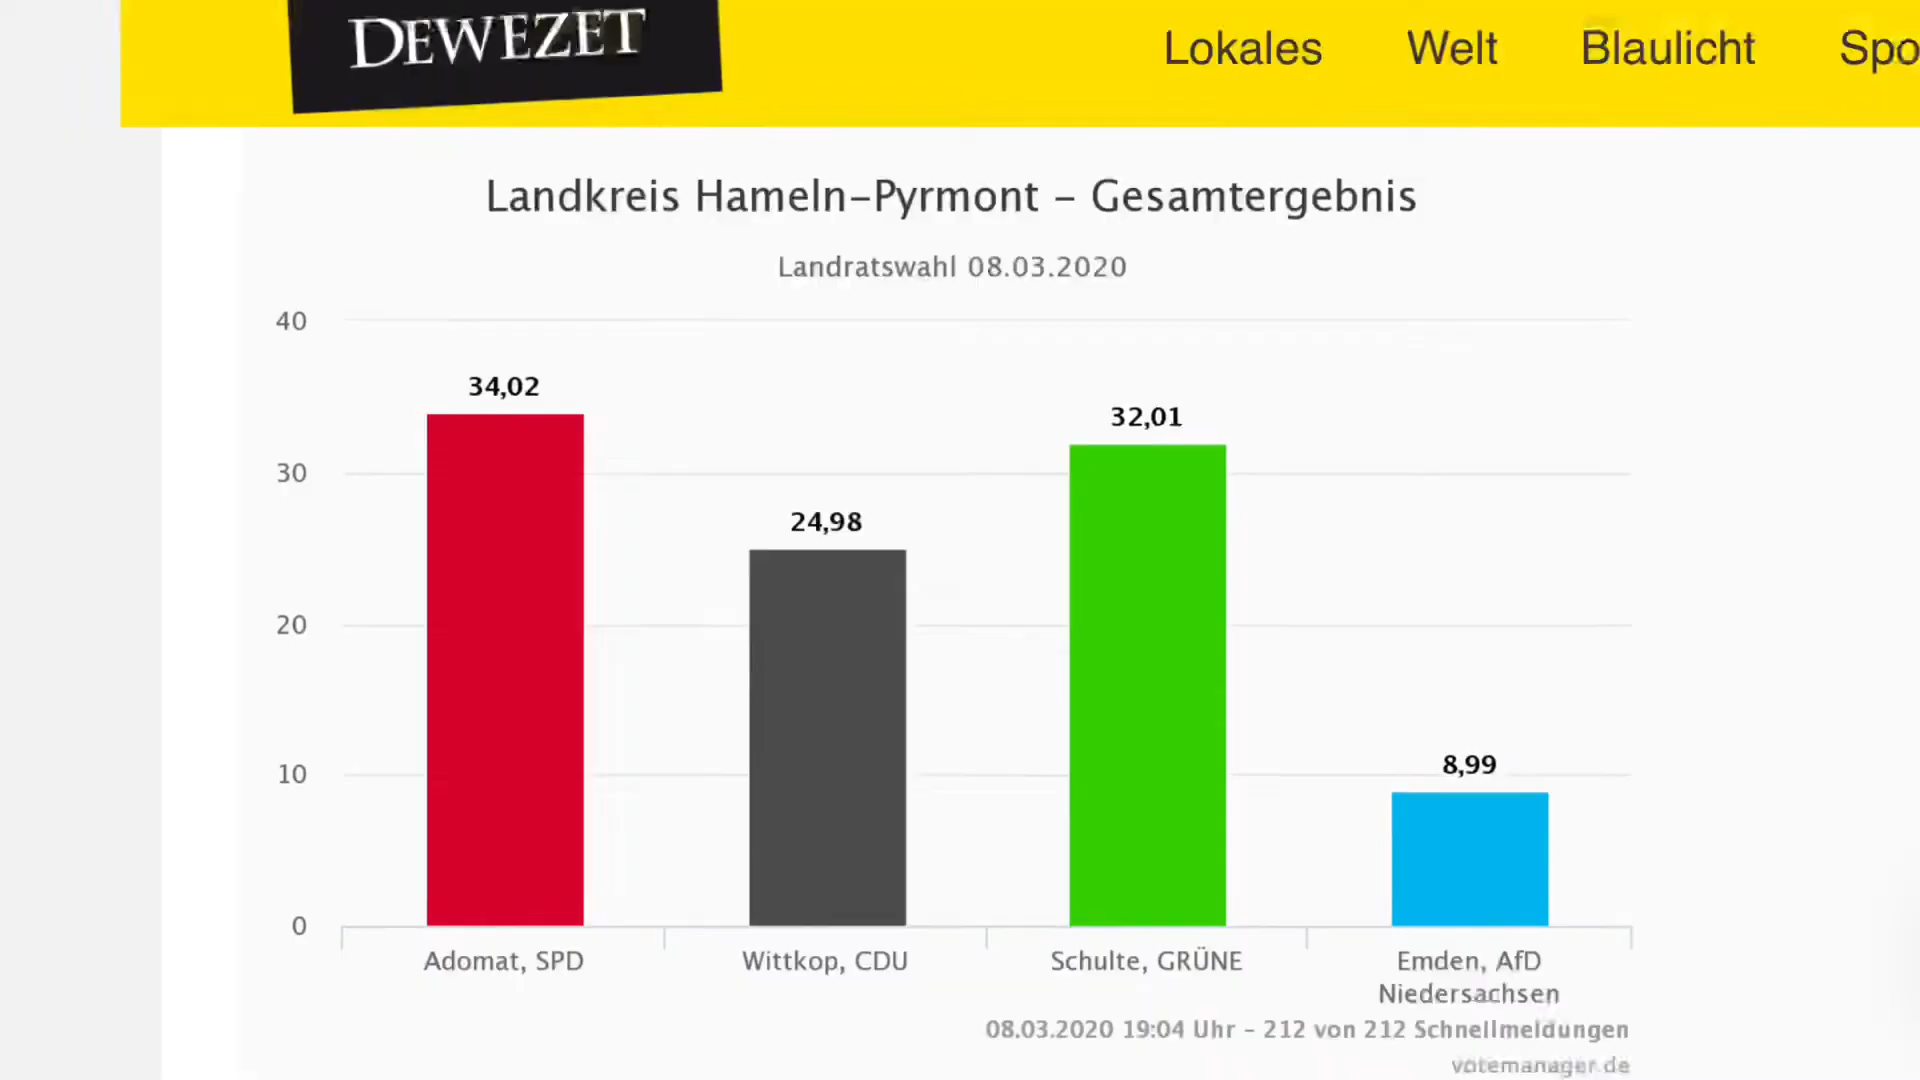 DEWEZET
Lokales Welt Blaulicht Spo
Landkreis Hameln-Pyrmont - Gesamtergebnis
Landratswahl 08.03.2020
40
34,02
32,01
30
24,98
20
10
8,99
0
Adomat, SPD
Wittkop, CDU
Schulte, GRÜNE
Emden, AfD
Niedersachsen
08.03.2020 19:04 Uhr - 212 von 212 Schnellmeldungen
votemanager.de